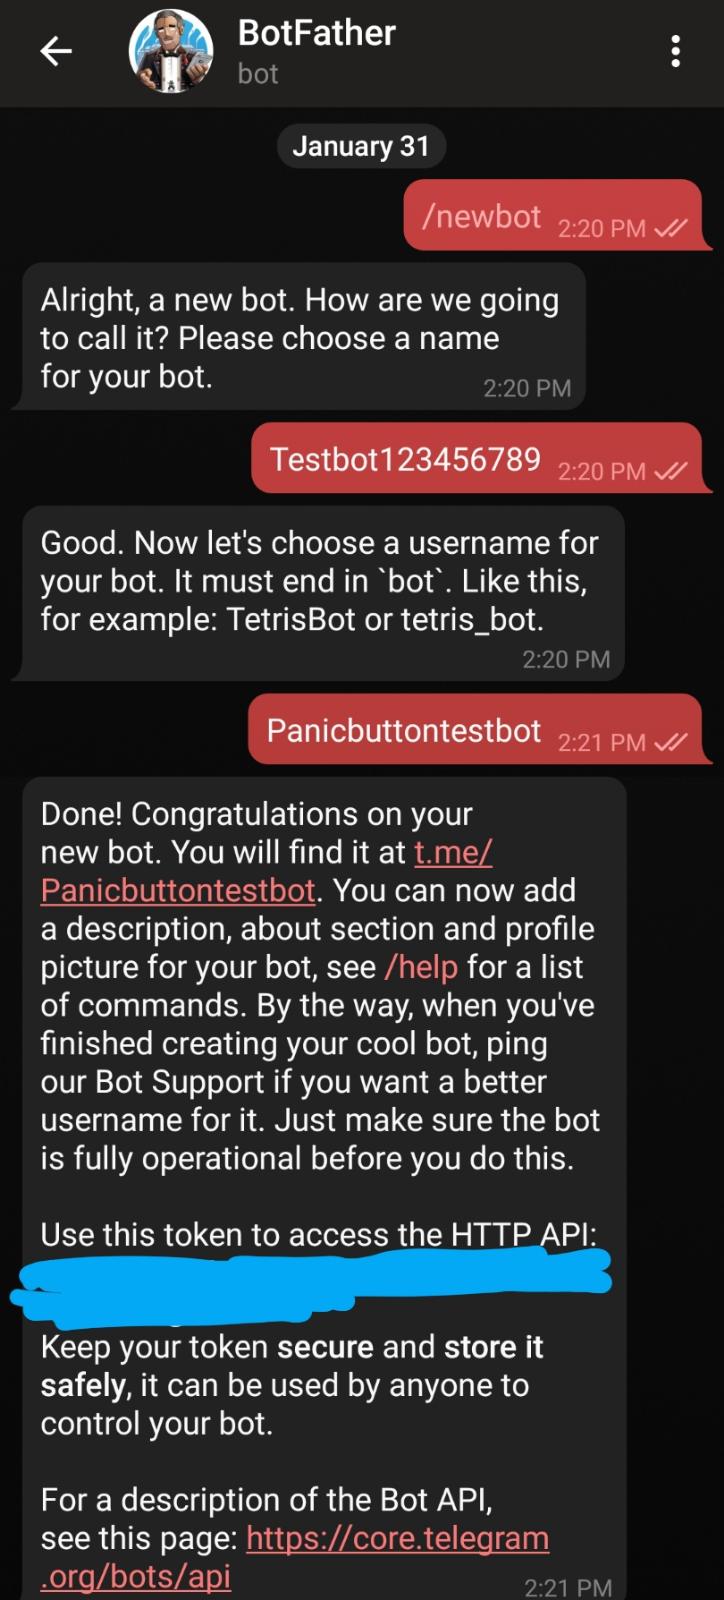 BotFather
bot
January 31
/newbot 2:20 PM
Alright, a new bot. How are we going
to call it? Please choose a name
for your bot.
2:20 PM
Testbot123456789 2:20 PM
Good. Now let's choose a username for
your bot. It must end in `bot`. Like this,
for example: TetrisBot or tetris_bot.
2:20 PM
Panicbuttontestbot 2:21 PM
Done! Congratulations on your
new bot. You will find it at t.me/
Panicbuttontestbot. You can now add
a description, about section and profile
picture for your bot, see /help for a list
of commands. By the way, when you've
finished creating your cool bot, ping
our Bot Support if you want a better
username for it. Just make sure the bot
is fully operational before you do this.
Use this token to access the HTTP API:
Keep your token secure and store it
safely, it can be used by anyone to
control your bot.
For a description of the Bot API,
see this page: https://core.telegram
.org/bots/api
2:21 PM